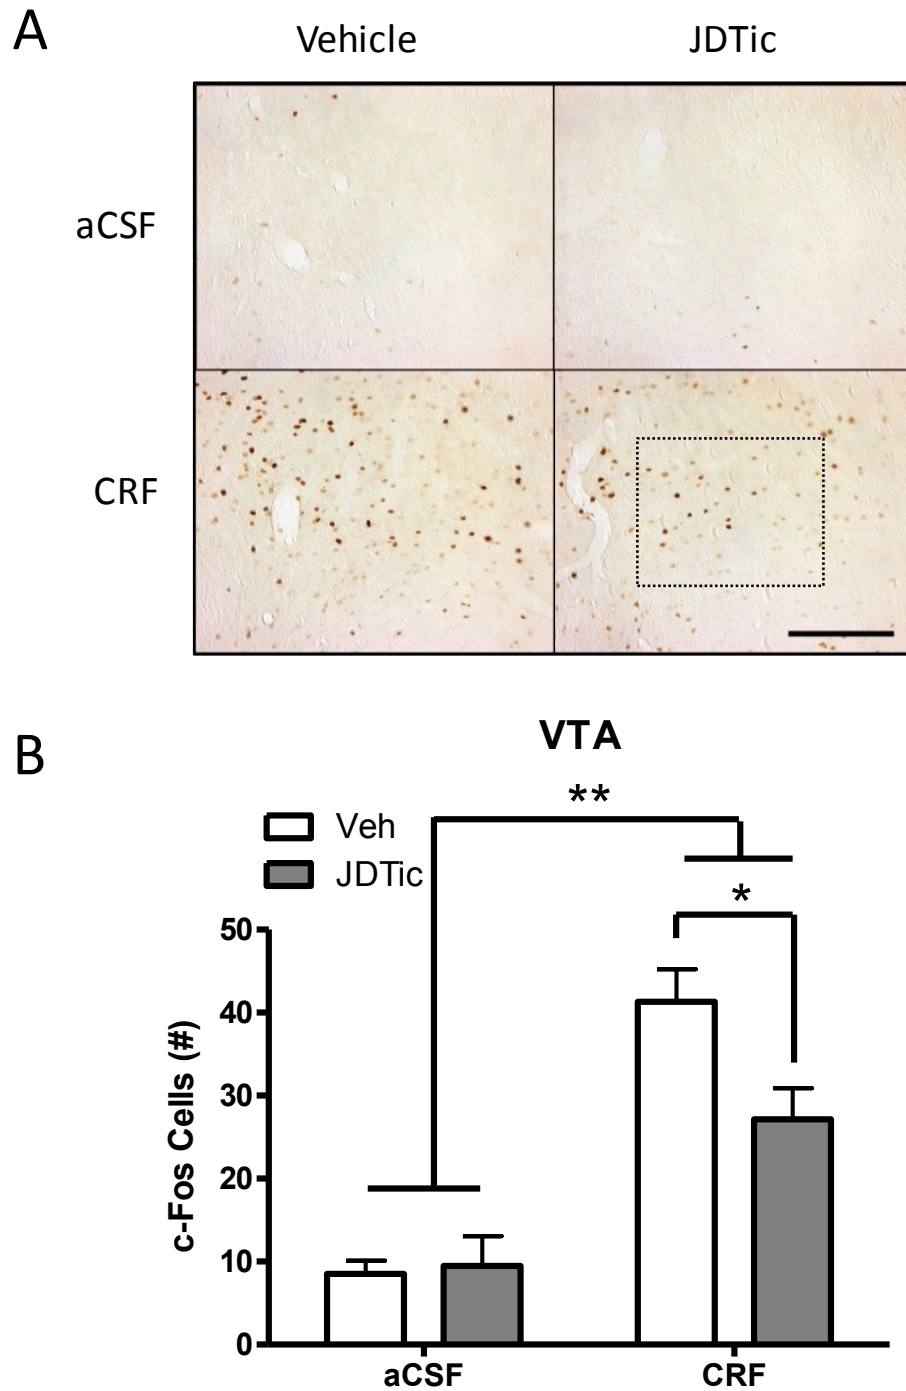 A
Vehicle JDTic
aCSF
CRF
B
VTA
**
Veh
JDTic
*
50
40
30
20
10
0
c-Fos Cells (#)
aCSF CRF